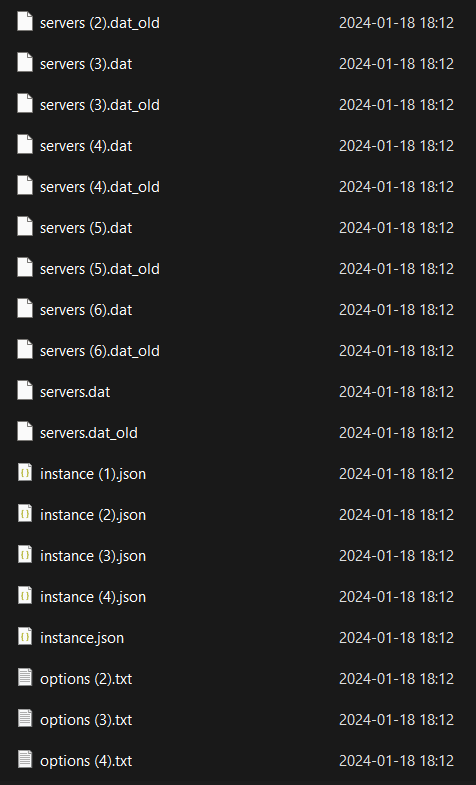 servers (2).dat_old 2024-01-18 18:12
servers (3).dat 2024-01-18 18:12
servers (3).dat_old 2024-01-18 18:12
servers (4).dat 2024-01-18 18:12
servers (4).dat_old 2024-01-18 18:12
servers (5).dat 2024-01-18 18:12
servers (5).dat_old 2024-01-18 18:12
servers (6).dat 2024-01-18 18:12
servers (6).dat_old 2024-01-18 18:12
servers.dat 2024-01-18 18:12
servers.dat_old 2024-01-18 18:12
instance (1).json 2024-01-18 18:12
instance (2).json 2024-01-18 18:12
instance (3).json 2024-01-18 18:12
instance (4).json 2024-01-18 18:12
instance.json 2024-01-18 18:12
options (2).txt 2024-01-18 18:12
options (3).txt 2024-01-18 18:12
options (4).txt 2024-01-18 18:12